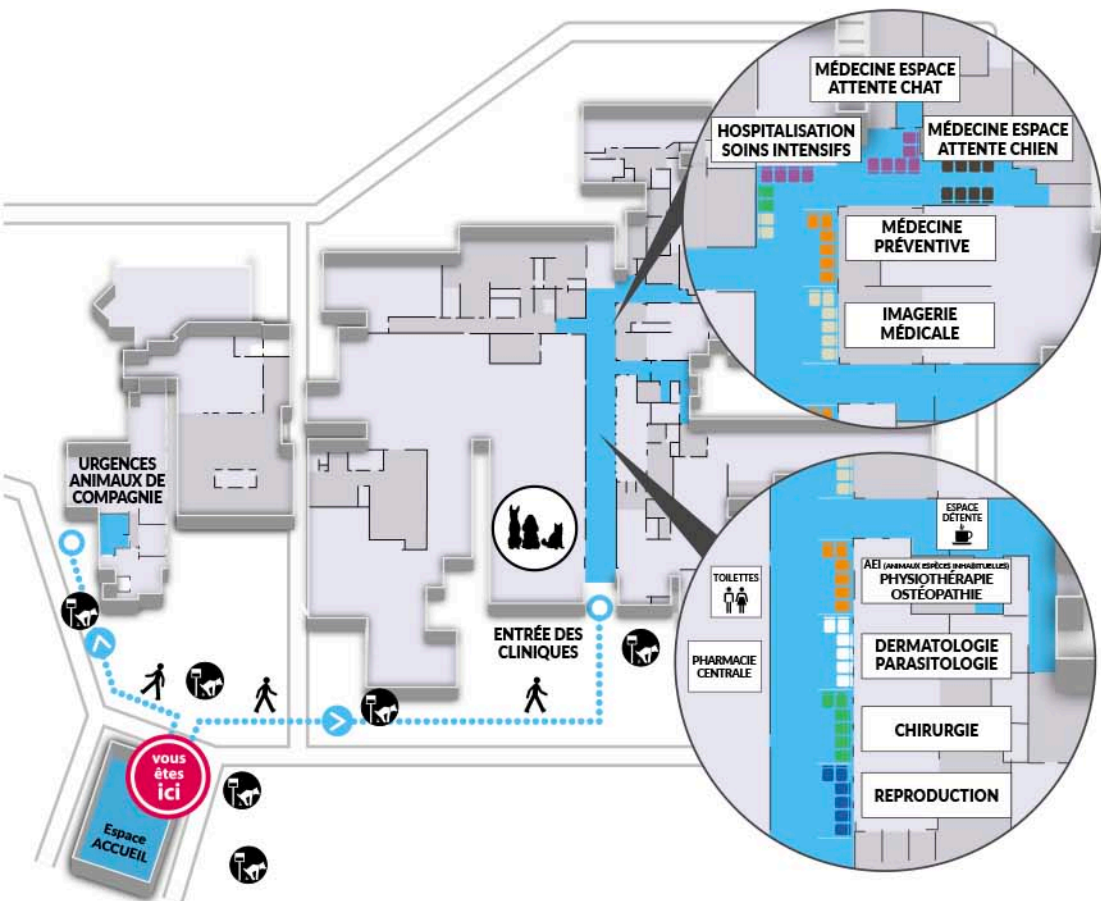 MÉDECINE ESPACE
ATTENTE CHAT
HOSPITALISATION
SOINS INTENSIFS
MÉDECINE ESPACE
ATTENTE CHIEN
MÉDECINE
PRÉVENTIVE
IMAGERIE
MÉDICALE
URGENCES
ANIMAUX DE
COMPAGNIE
ENTRÉE DES
CLINIQUES
ESPACE
DÉTENTE
TOILETTES
AEI (ANIMAUX ESPÈCES INHABITUELLES)
PHYSIOTHÉRAPIE
OSTÉOPATHIE
PHARMACIE
CENTRALE
DERMATOLOGIE
PARASITOLOGIE
CHIRURGIE
REPRODUCTION
vous
êtes
ici
Espace
ACCUEIL